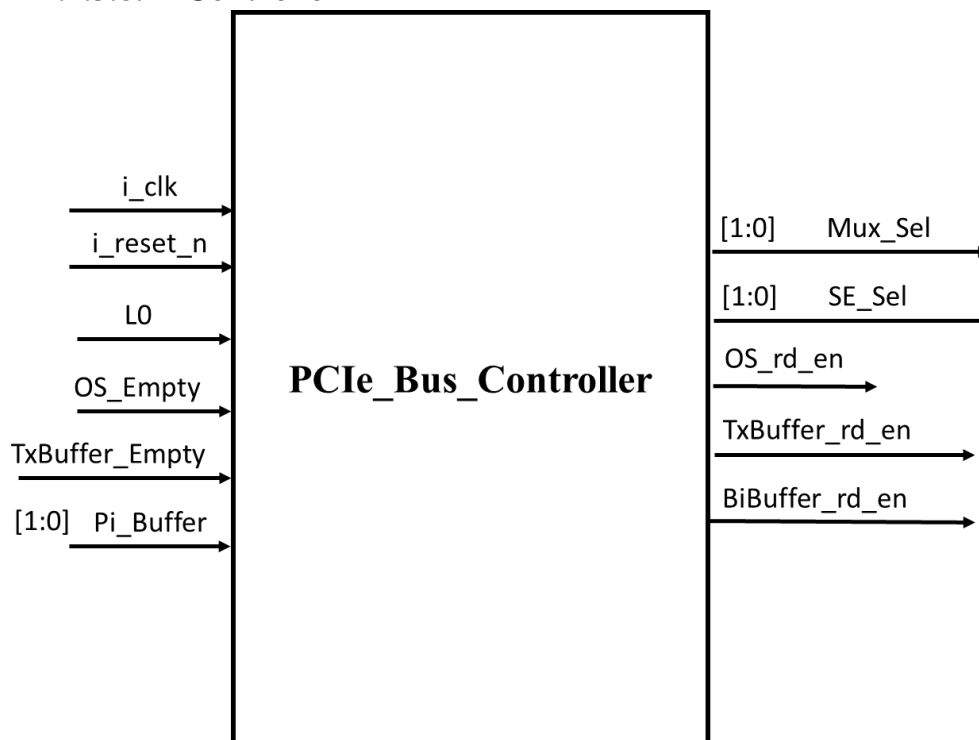 i_clk
i_reset_n
L0
OS_Empty
TxBuffer_Empty
[1:0] Pi_Buffer
PCIe_Bus_Controller
[1:0] Mux_Sel
[1:0] SE_Sel
OS_rd_en
TxBuffer_rd_en
BiBuffer_rd_en